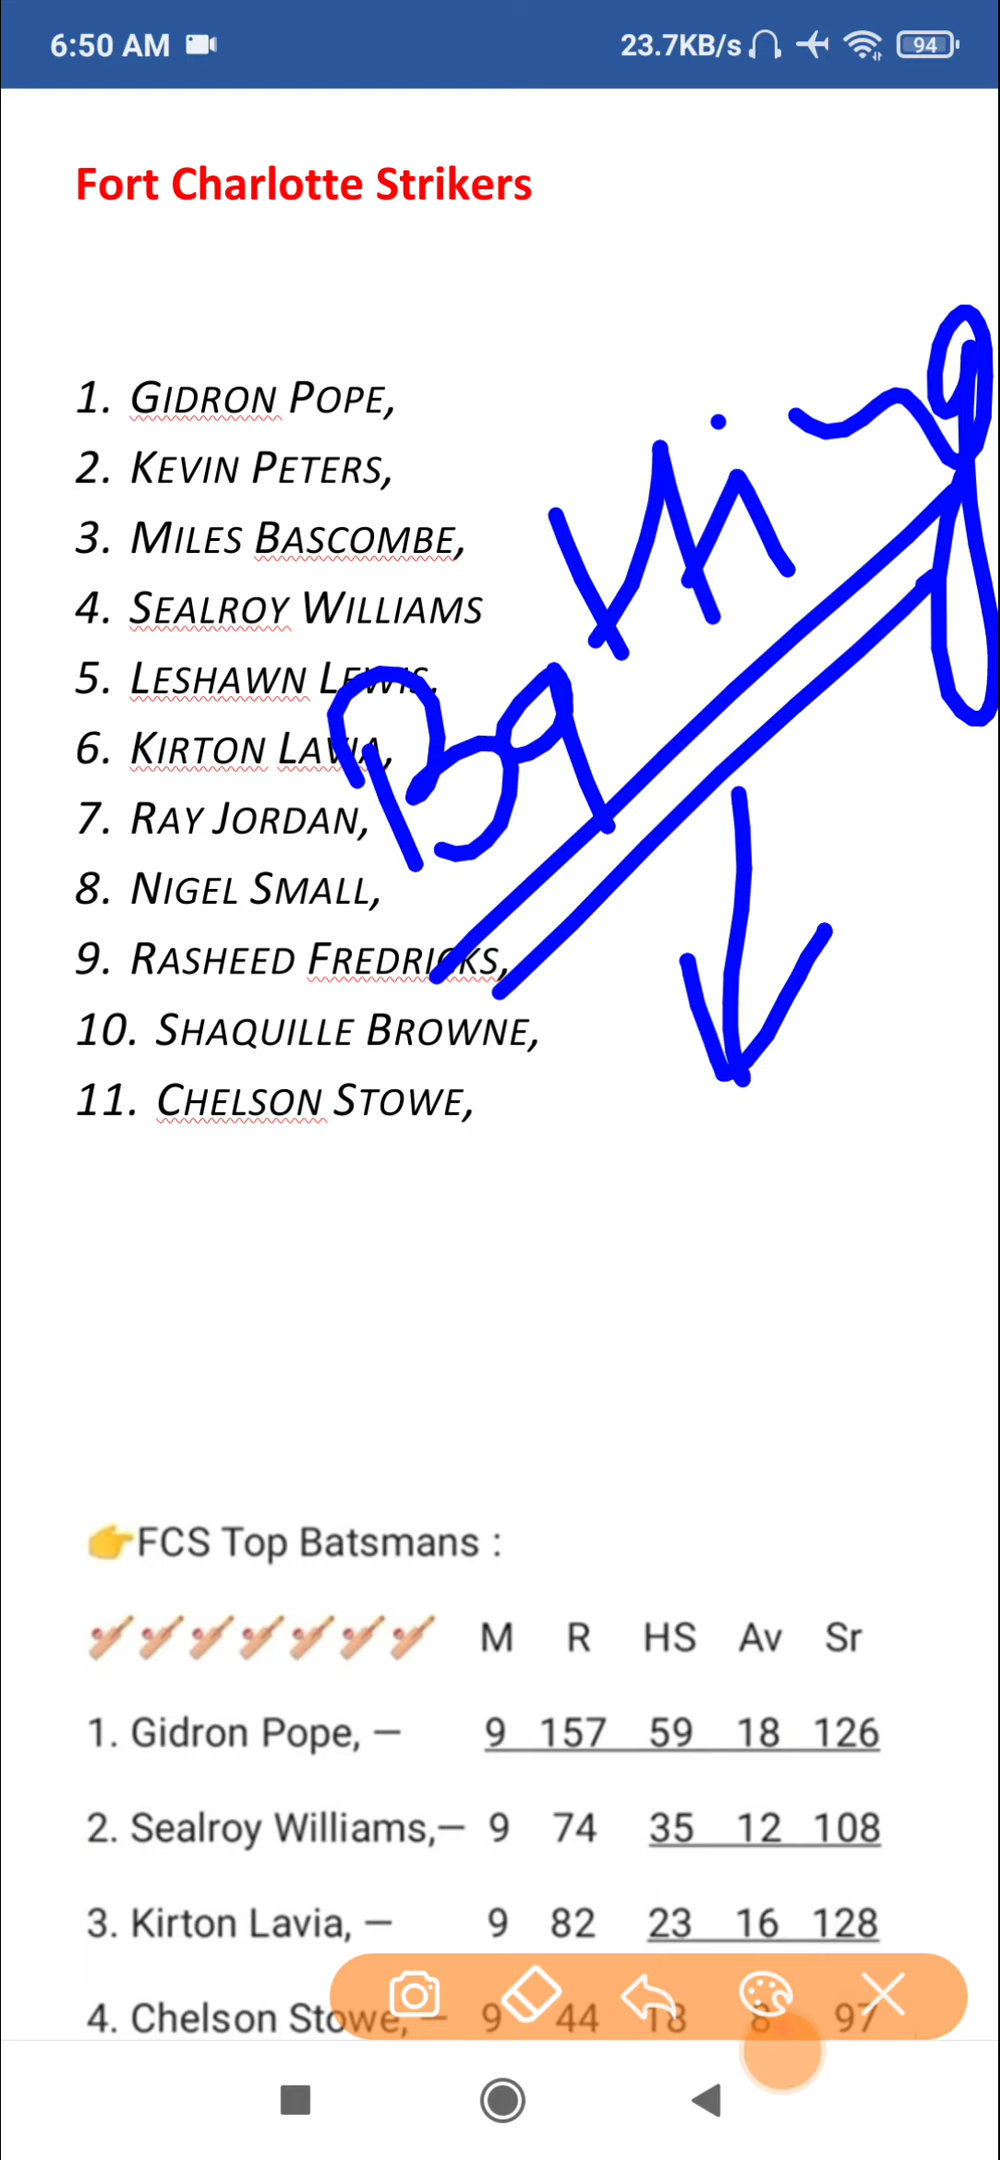 6:50 AM 23.7KB/s 94
Fort Charlotte Strikers
1. GIDRON POPE,
2. KEVIN PETERS,
3. MILES BASCOMBE,
4. SEALROY WILLIAMS
5. LESHAWN LEWIS,
6. KIRTON LAVIA,
7. RAY JORDAN,
8. NIGEL SMALL,
9. RASHEED FREDRICKS,
10. SHAQUILLE BROWNE,
11. CHELSON STOWE,
Batting
👉FCS Top Batsmans :
🏏🏏🏏🏏🏏🏏🏏 M R HS Av Sr
1. Gidron Pope, — 9 157 59 18 126
2. Sealroy Williams,— 9 74 35 12 108
3. Kirton Lavia, — 9 82 23 16 128
4. Chelson Stowe, — 9 44 18 8 97